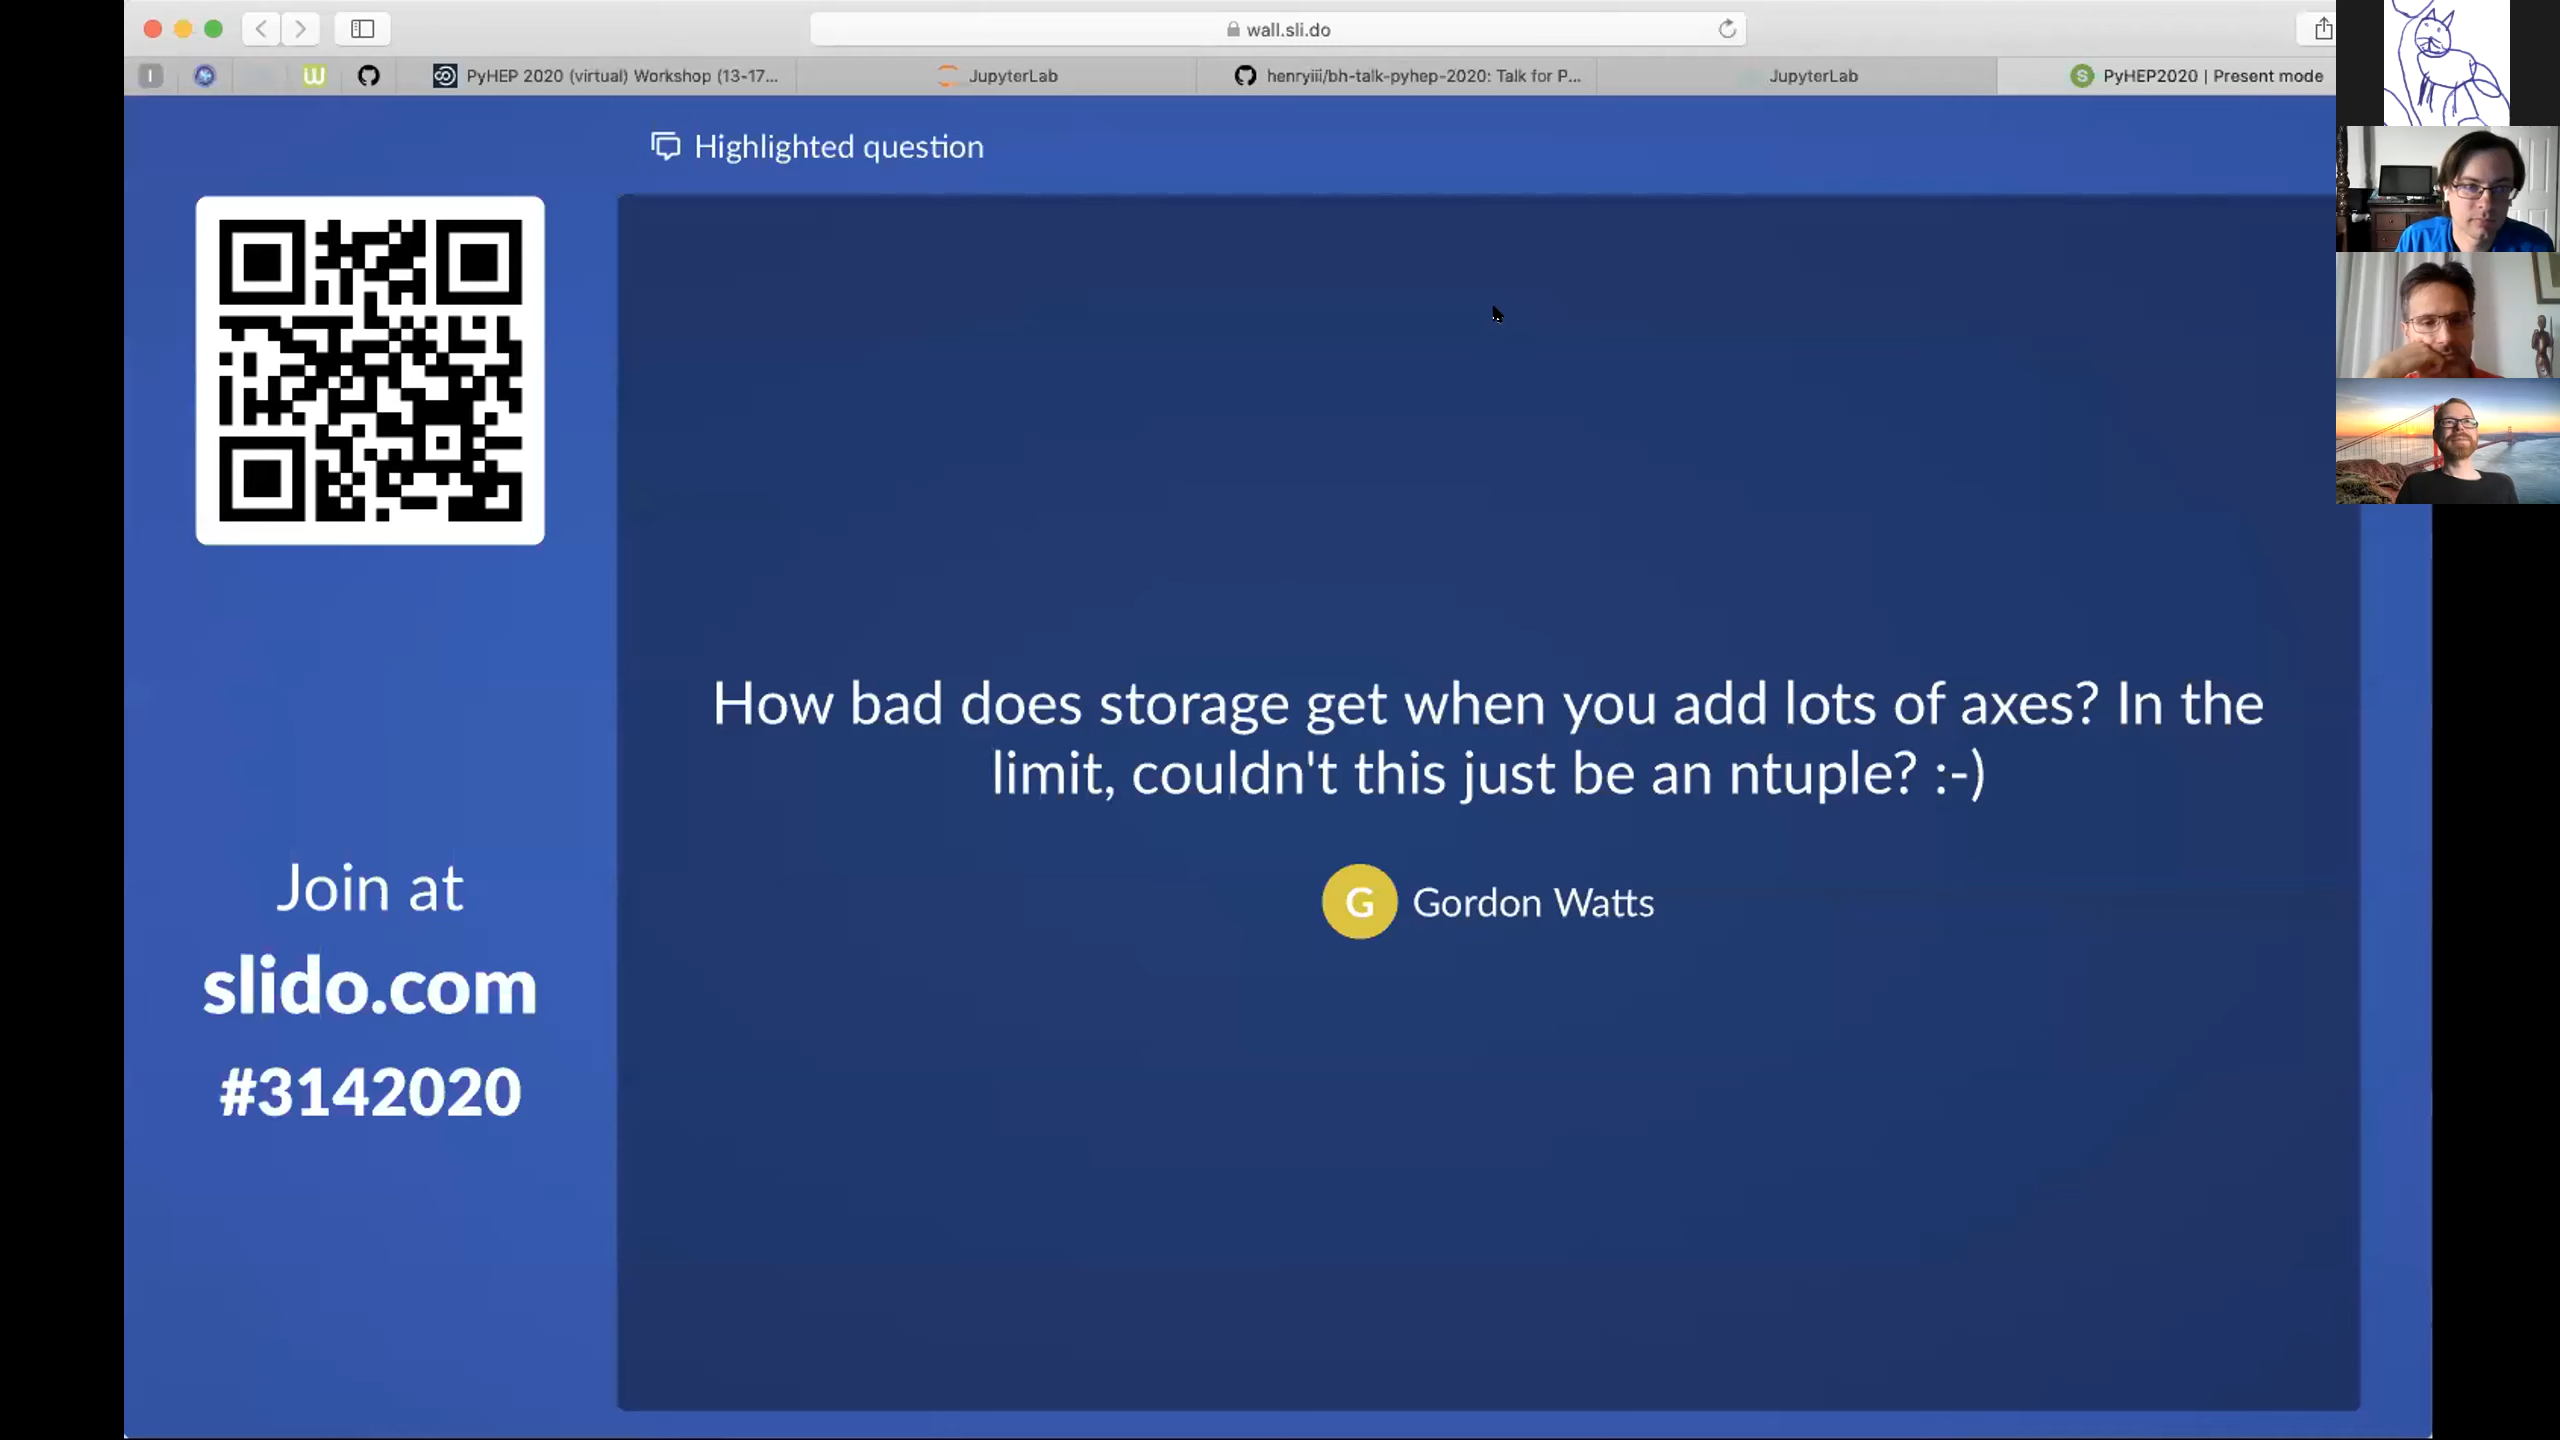 wall.sli.do
I
W
PyHEP 2020 (virtual) Workshop (13-17...
JupyterLab
henryiii/bh-talk-pyhep-2020: Talk for P...
JupyterLab
S PyHEP2020 | Present mode
Highlighted question
How bad does storage get when you add lots of axes? In the
limit, couldn't this just be an ntuple? :-)
G Gordon Watts
Join at
slido.com
#3142020